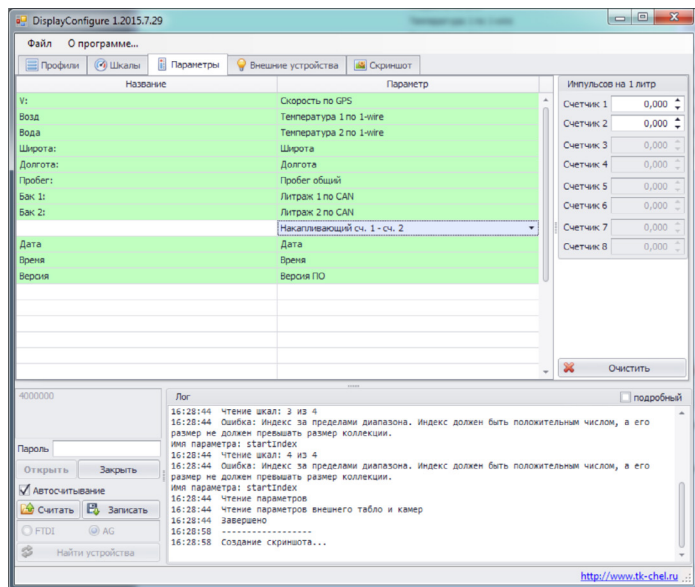 DisplayConfigure 1.2015.7.29
Файл О программе...
Профили Шкалы Параметры Внешние устройства Скриншот
Название Параметр
V: Скорость по GPS
Возд Температура 1 по 1-wire
Вода Температура 2 по 1-wire
Широта: Широта
Долгота: Долгота
Пробег: Пробег общий
Бак 1: Литраж 1 по CAN
Бак 2: Литраж 2 по CAN
Накапливающий сч. 1 - сч. 2
Дата Дата
Время Время
Версия Версия ПО
Импульсов на 1 литр
Счетчик 1 0,000
Счетчик 2 0,000
Счетчик 3 0,000
Счетчик 4 0,000
Счетчик 5 0,000
Счетчик 6 0,000
Счетчик 7 0,000
Счетчик 8 0,000
Очистить
4000000
Пароль
Открыть Закрыть
Автосчитывание
Считать Записать
FTDI AG
Найти устройства
Лог подробный
16:28:44 Чтение шкал: 3 из 4
16:28:44 Ошибка: Индекс за пределами диапазона. Индекс должен быть положительным числом, а его
размер не должен превышать размер коллекции.
Имя параметра: startIndex
16:28:44 Чтение шкал: 4 из 4
16:28:44 Ошибка: Индекс за пределами диапазона. Индекс должен быть положительным числом, а его
размер не должен превышать размер коллекции.
Имя параметра: startIndex
16:28:44 Чтение параметров
16:28:44 Чтение параметров внешнего табло и камер
16:28:44 Завершено
16:28:58 ------------------
16:28:58 Создание скриншота...
http://www.tk-chel.ru